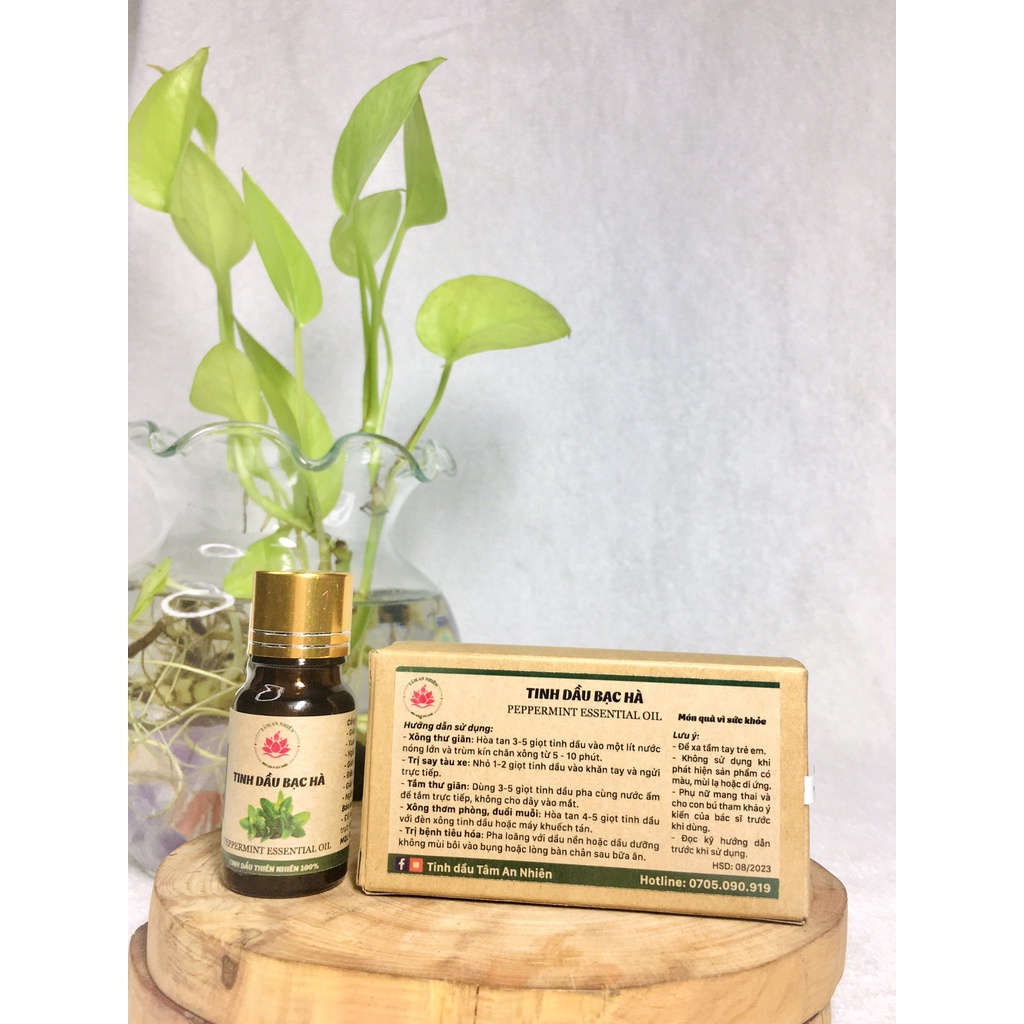 TÂM AN NHIÊN
TINH DẦU BẠC HÀ
PEPPERMINT ESSENTIAL OIL
TINH DẦU THIÊN NHIÊN 100%
TÂM AN NHIÊN
TINH DẦU BẠC HÀ
PEPPERMINT ESSENTIAL OIL
Món quà vì sức khỏe
Hướng dẫn sử dụng:
- Xông thư giãn: Hòa tan 3-5 giọt tinh dầu vào một lít nước
nóng lớn và trùm kín chăn xông từ 5 - 10 phút.
- Trị say tàu xe: Nhỏ 1-2 giọt tinh dầu vào khăn tay và ngửi
trực tiếp.
- Tắm thư giãn: Dùng 3-5 giọt tinh dầu pha cùng nước ấm
để tắm trực tiếp, không cho dây vào mắt.
- Xông thơm phòng, đuổi muỗi: Hòa tan 4-5 giọt tinh dầu
với đèn xông tinh dầu hoặc máy khuếch tán.
- Trị bệnh tiêu hóa: Pha loãng với dầu nền hoặc dầu dưỡng
không mùi bôi vào bụng hoặc lòng bàn chân sau bữa ăn.
Lưu ý:
- Để xa tầm tay trẻ em.
- Không sử dụng khi
phát hiện sản phẩm có
màu, mùi lạ hoặc dị ứng.
- Phụ nữ mang thai và
cho con bú tham khảo ý
kiến của bác sĩ trước
khi dùng.
- Đọc kỹ hướng dẫn
trước khi sử dụng.
HSD: 08/2023
Tinh dầu Tâm An Nhiên
Hotline: 0705.090.919